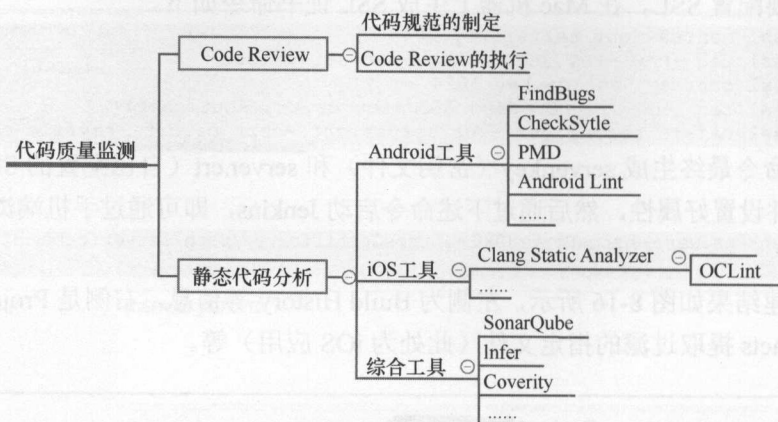 代码规范的制定
Code Review
Code Review的执行
代码质量监测
FindBugs
CheckSytle
Android工具
PMD
Android Lint
......
静态代码分析
iOS工具
Clang Static Analyzer
OCLint
......
SonarQube
Infer
综合工具
Coverity
......